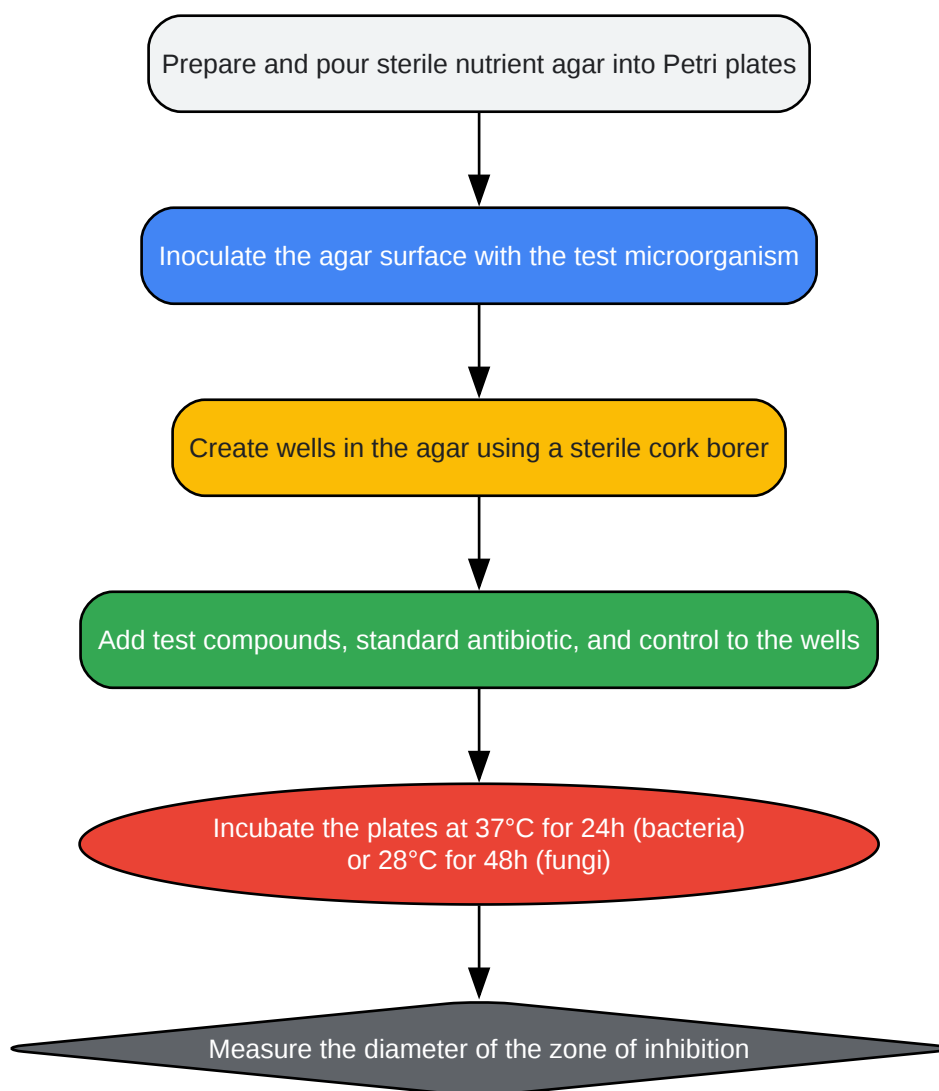 Prepare and pour sterile nutrient agar into Petri plates
Inoculate the agar surface with the test microorganism
Create wells in the agar using a sterile cork borer
Add test compounds, standard antibiotic, and control to the wells
Incubate the plates at 37°C for 24h (bacteria)
or 28°C for 48h (fungi)
Measure the diameter of the zone of inhibition